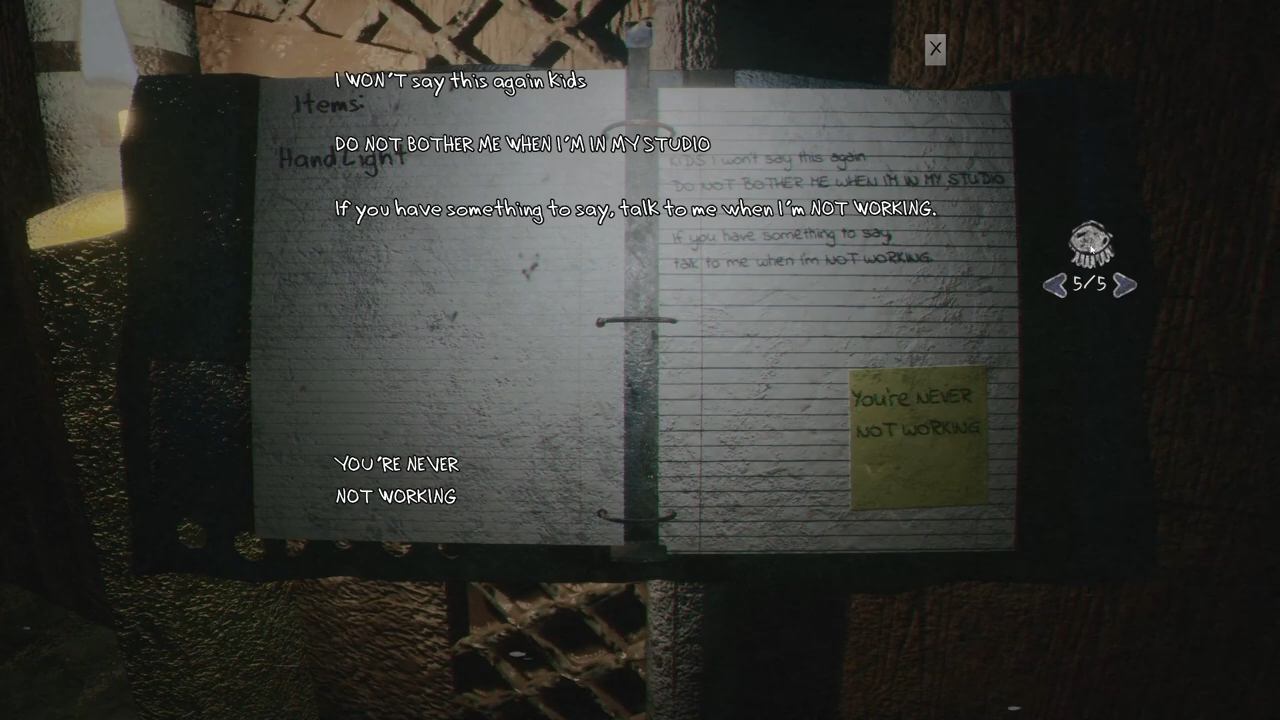 X
I WON'T say this again Kids
DO NOT BOTHER ME WHEN I'M IN MY STUDIO
If you have something to say, talk to me when I'm NOT WORKING.
YOU'RE NEVER
NOT WORKING
Items:
Hand Light
KIDS I won't say this again
DO NOT BOTHER ME WHEN I'M IN MY STUDIO
If you have something to say,
talk to me when i'm NOT WORKING.
You're NEVER
NOT WORKING
5/5